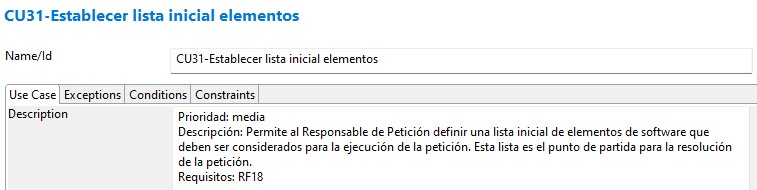 CU31-Establecer lista inicial elementos
Name/Id
CU31-Establecer lista inicial elementos
Use Case Exceptions Conditions Constraints
Description
Prioridad: media
Descripción: Permite al Responsable de Petición definir una lista inicial de elementos de software que
deben ser considerados para la ejecución de la petición. Esta lista es el punto de partida para la resolución
de la petición.
Requisitos: RF18